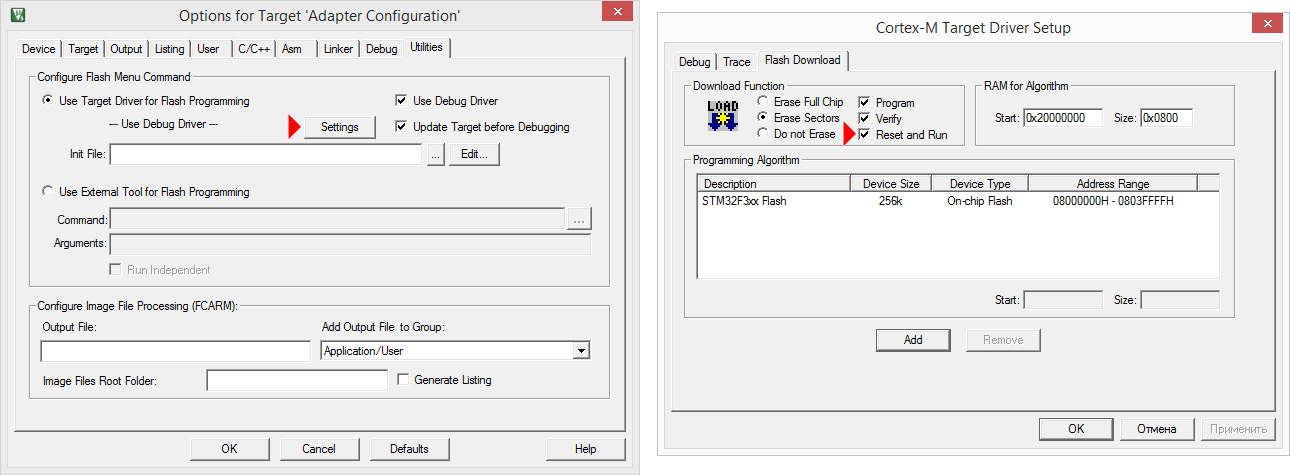 Options for Target 'Adapter Configuration'
Device Target Output Listing User C/C++ Asm Linker Debug Utilities
Configure Flash Menu Command
Use Target Driver for Flash Programming
Use Debug Driver
--- Use Debug Driver ---
Settings
Update Target before Debugging
Init File:
...
Edit...
Use External Tool for Flash Programming
Command:
...
Arguments:
Run Independent
Configure Image File Processing (FCARM):
Output File:
Add Output File to Group:
Application/User
Image Files Root Folder:
Generate Listing
OK Cancel Defaults Help
Cortex-M Target Driver Setup
Debug Trace Flash Download
Download Function
LOAD
Erase Full Chip
Erase Sectors
Do not Erase
Program
Verify
Reset and Run
RAM for Algorithm
Start: 0x20000000 Size: 0x0800
Programming Algorithm
Description Device Size Device Type Address Range
STM32F3xx Flash 256k On-chip Flash 08000000H - 0803FFFFH
Start: Size:
Add Remove
OK Отмена Применить